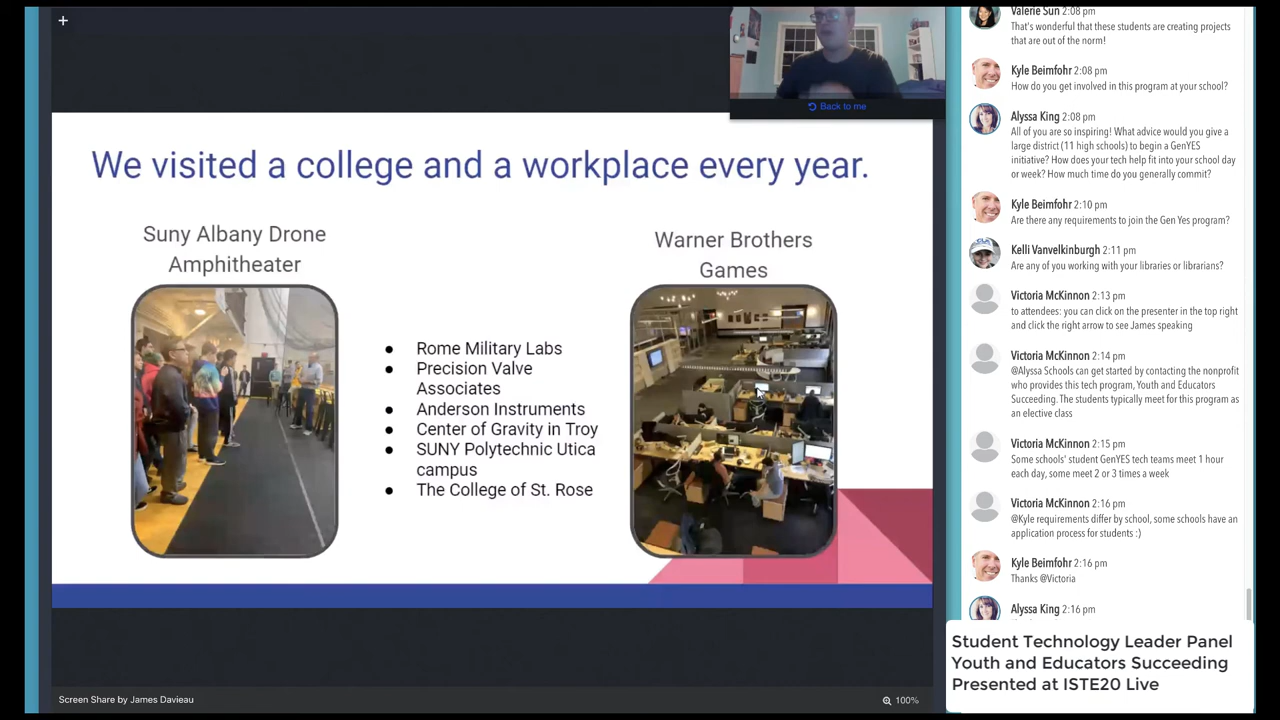 Back to me
We visited a college and a workplace every year.
Suny Albany Drone
Amphitheater
Warner Brothers
Games
● Rome Military Labs
● Precision Valve
Associates
● Anderson Instruments
● Center of Gravity in Troy
● SUNY Polytechnic Utica
campus
● The College of St. Rose
Screen Share by James Davieau
100%
Valerie Sun 2:08 pm
That's wonderful that these students are creating projects
that are out of the norm!
Kyle Beimfohr 2:08 pm
How do you get involved in this program at your school?
Alyssa King 2:08 pm
All of you are so inspiring! What advice would you give a
large district (11 high schools) to begin a GenYES
initiative? How does your tech help fit into your school day
or week? How much time do you generally commit?
Kyle Beimfohr 2:10 pm
Are there any requirements to join the Gen Yes program?
Kelli Vanvelkinburgh 2:11 pm
Are any of you working with your libraries or librarians?
Victoria McKinnon 2:13 pm
to attendees: you can click on the presenter in the top right
and click the right arrow to see James speaking
Victoria McKinnon 2:14 pm
@Alyssa Schools can get started by contacting the nonprofit
who provides this tech program, Youth and Educators
Succeeding. The students typically meet for this program as
an elective class
Victoria McKinnon 2:15 pm
Some schools' student GenYES tech teams meet 1 hour
each day, some meet 2 or 3 times a week
Victoria McKinnon 2:16 pm
@Kyle requirements differ by school, some schools have an
application process for students :)
Kyle Beimfohr 2:16 pm
Thanks @Victoria
Alyssa King 2:16 pm
Student Technology Leader Panel
Youth and Educators Succeeding
Presented at ISTE20 Live